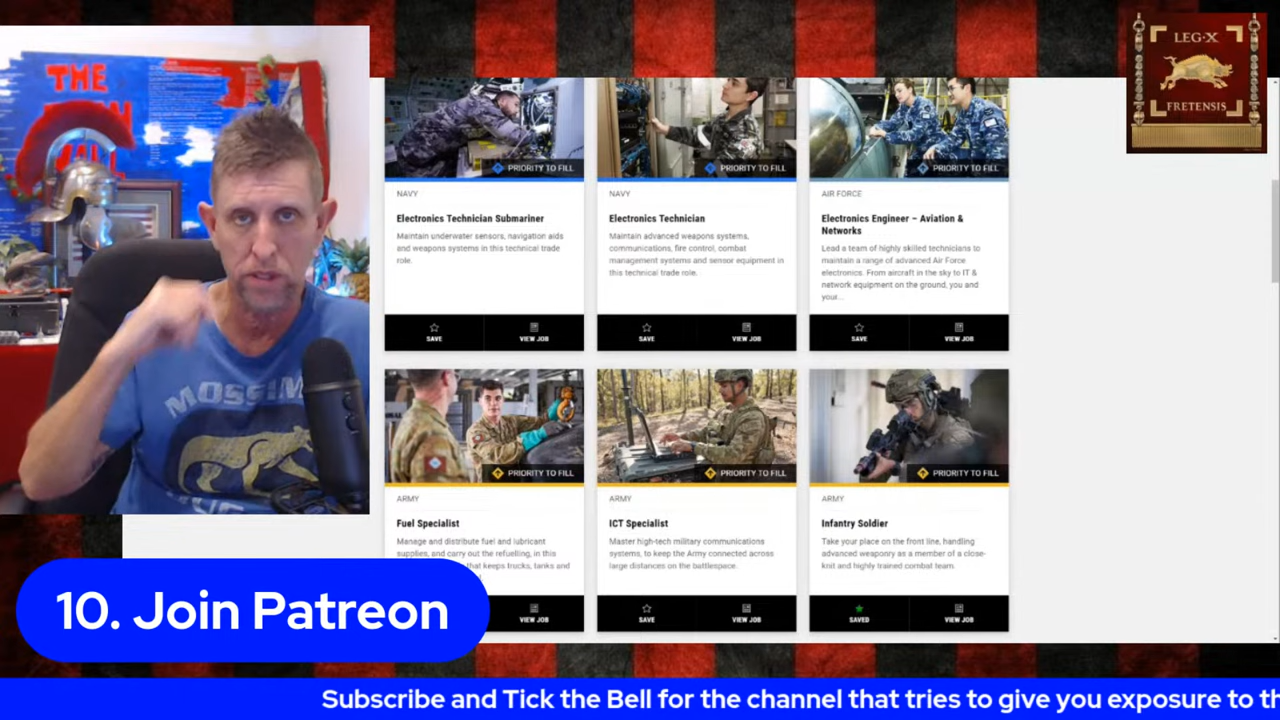 THE
LEG·X
FRETENSIS
MOSSIM
PRIORITY TO FILL
PRIORITY TO FILL
PRIORITY TO FILL
NAVY
Electronics Technician Submariner
Maintain underwater sensors, navigation aids
and weapons systems in this technical trade
role.
SAVE
VIEW JOB
NAVY
Electronics Technician
Maintain advanced weapons systems,
communications, fire control, combat
management systems and sensor equipment in
this technical trade role.
SAVE
VIEW JOB
AIR FORCE
Electronics Engineer – Aviation &
Networks
Lead a team of highly skilled technicians to
maintain a range of advanced Air Force
electronics. From aircraft in the sky to IT &
network equipment on the ground, you and
your...
SAVE
VIEW JOB
PRIORITY TO FILL
PRIORITY TO FILL
PRIORITY TO FILL
ARMY
Fuel Specialist
Manage and distribute fuel and lubricant
supplies, and carry out the refuelling, in this
that keeps trucks, tanks and
VIEW JOB
ARMY
ICT Specialist
Master high-tech military communications
systems, to keep the Army connected across
large distances on the battlespace.
SAVE
VIEW JOB
ARMY
Infantry Soldier
Take your place on the front line, handling
advanced weaponry as a member of a close-
knit and highly trained combat team.
SAVED
VIEW JOB
10. Join Patreon
Subscribe and Tick the Bell for the channel that tries to give you exposure to th